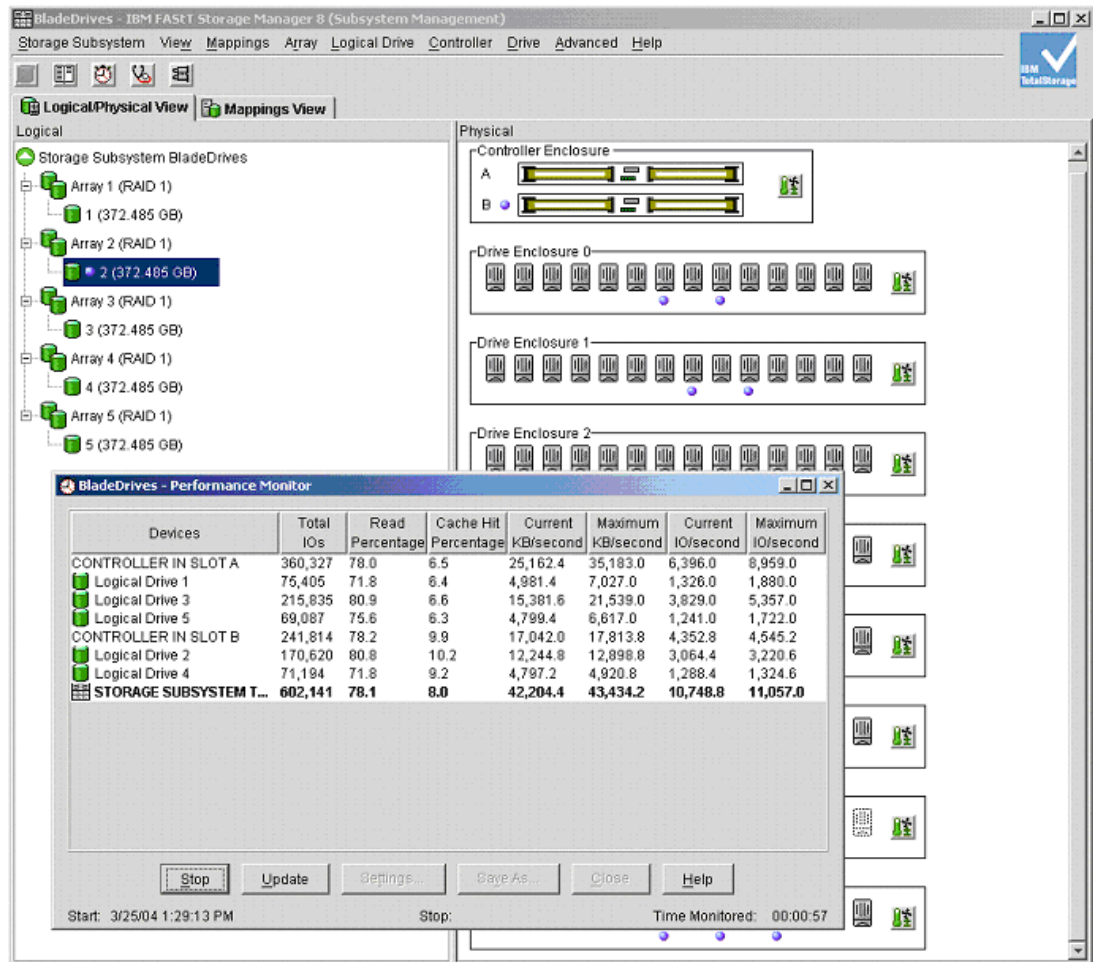 BladeDrives - IBM FAStT Storage Manager 8 (Subsystem Management)
Storage Subsystem View Mappings Array Logical Drive Controller Drive Advanced Help
IBM
TotalStorage
Logical/Physical View Mappings View
Logical
Storage Subsystem BladeDrives
Array 1 (RAID 1)
1 (372.485 GB)
Array 2 (RAID 1)
2 (372.485 GB)
Array 3 (RAID 1)
3 (372.485 GB)
Array 4 (RAID 1)
4 (372.485 GB)
Array 5 (RAID 1)
5 (372.485 GB)
Physical
Controller Enclosure
A
B
Drive Enclosure 0
Drive Enclosure 1
Drive Enclosure 2
BladeDrives - Performance Monitor
Devices Total IOs Read Percentage Cache Hit Percentage Current KB/second Maximum KB/second Current IO/second Maximum IO/second
CONTROLLER IN SLOT A 360,327 78.0 6.5 25,162.4 35,183.0 6,396.0 8,959.0
Logical Drive 1 75,405 71.8 6.4 4,981.4 7,027.0 1,326.0 1,880.0
Logical Drive 3 215,835 80.9 6.6 15,381.6 21,539.0 3,829.0 5,357.0
Logical Drive 5 69,087 75.6 6.3 4,799.4 6,617.0 1,241.0 1,722.0
CONTROLLER IN SLOT B 241,814 78.2 9.9 17,042.0 17,813.8 4,352.8 4,545.2
Logical Drive 2 170,620 80.8 10.2 12,244.8 12,898.8 3,064.4 3,220.6
Logical Drive 4 71,194 71.8 9.2 4,797.2 4,920.8 1,288.4 1,324.6
STORAGE SUBSYSTEM T... 602,141 78.1 8.0 42,204.4 43,434.2 10,748.8 11,057.0
Stop Update Settings... Save As... Close Help
Start: 3/25/04 1:29:13 PM Stop: Time Monitored: 00:00:57